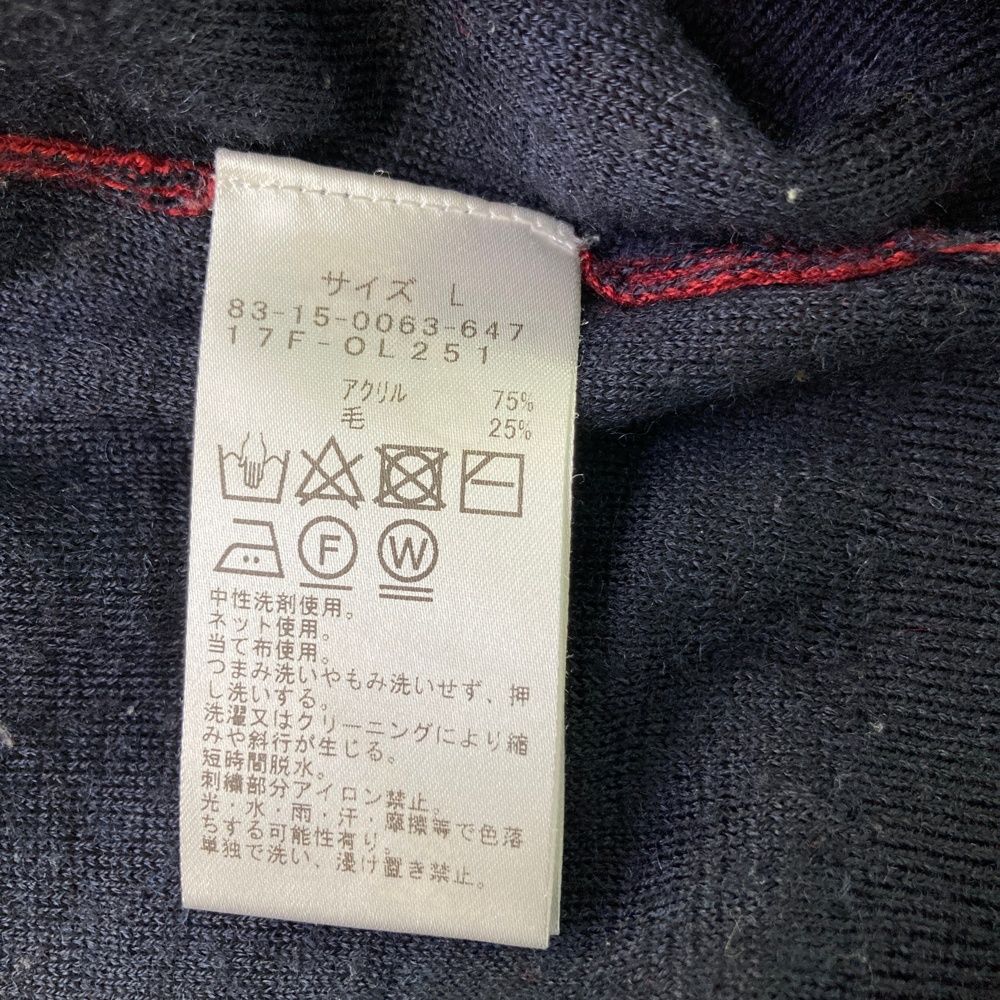 サイズ L
83-15-0063-647
17F-OL251
アクリル 75%
毛 25%
F W
中性洗剤使用。
ネット使用。
当て布使用。
つまみ洗いやもみ洗いせず、押
し洗いする。
洗濯又はクリーニングにより縮
みや斜行が生じる。
短時間脱水。
刺繍部分アイロン禁止。
光・水・雨・汗・摩擦等で色落
ちする可能性有り。
単独で洗い、浸け置き禁止。